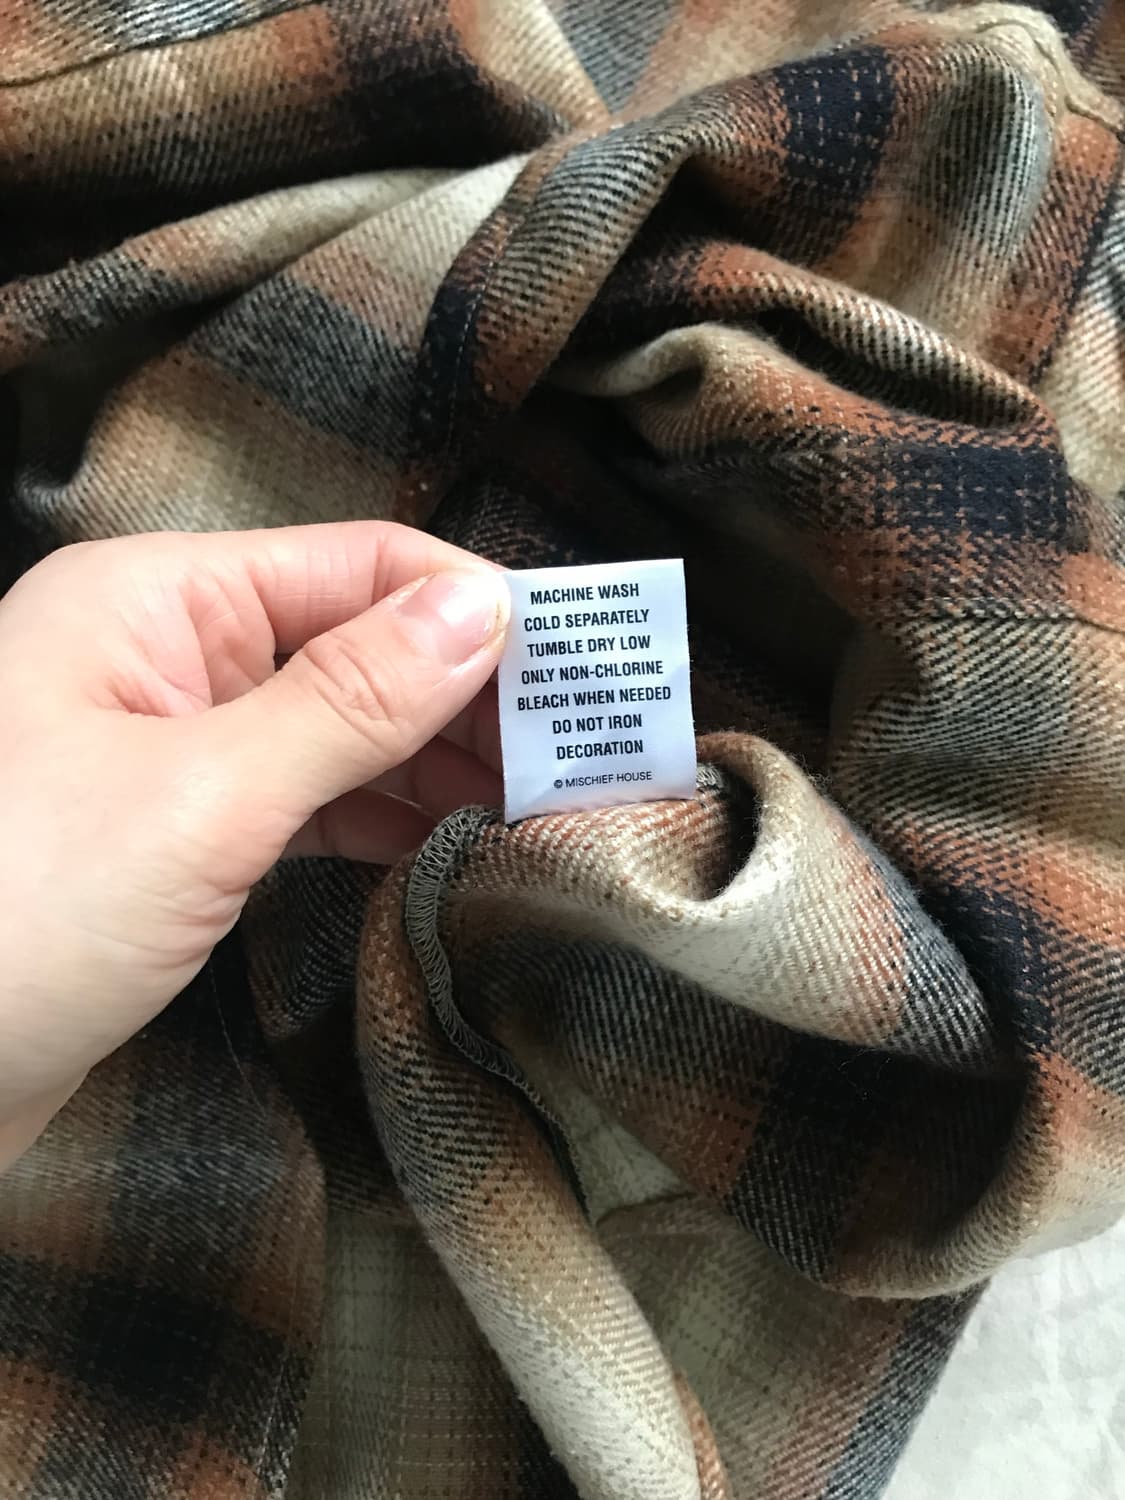 MACHINE WASH
COLD SEPARATELY
TUMBLE DRY LOW
ONLY NON-CHLORINE
BLEACH WHEN NEEDED
DO NOT IRON
DECORATION
© MISCHIEF HOUSE